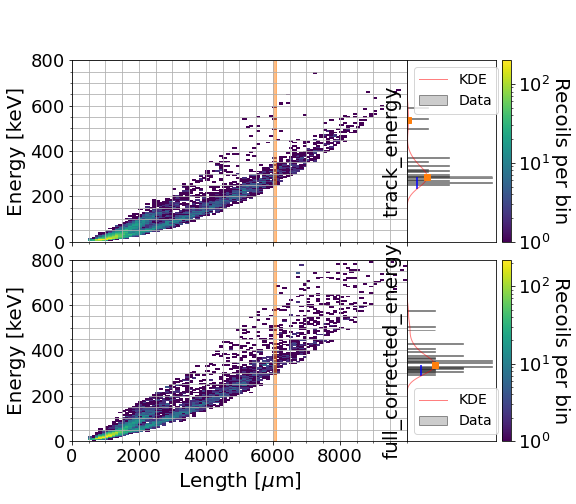 800
600
400
200
0
Energy [keV]
track_energy
KDE
Data
10²
10¹
10⁰
Recoils per bin
800
600
400
200
0
Energy [keV]
full_corrected_energy
KDE
Data
10²
10¹
10⁰
Recoils per bin
0 2000 4000 6000 8000
Length [μm]